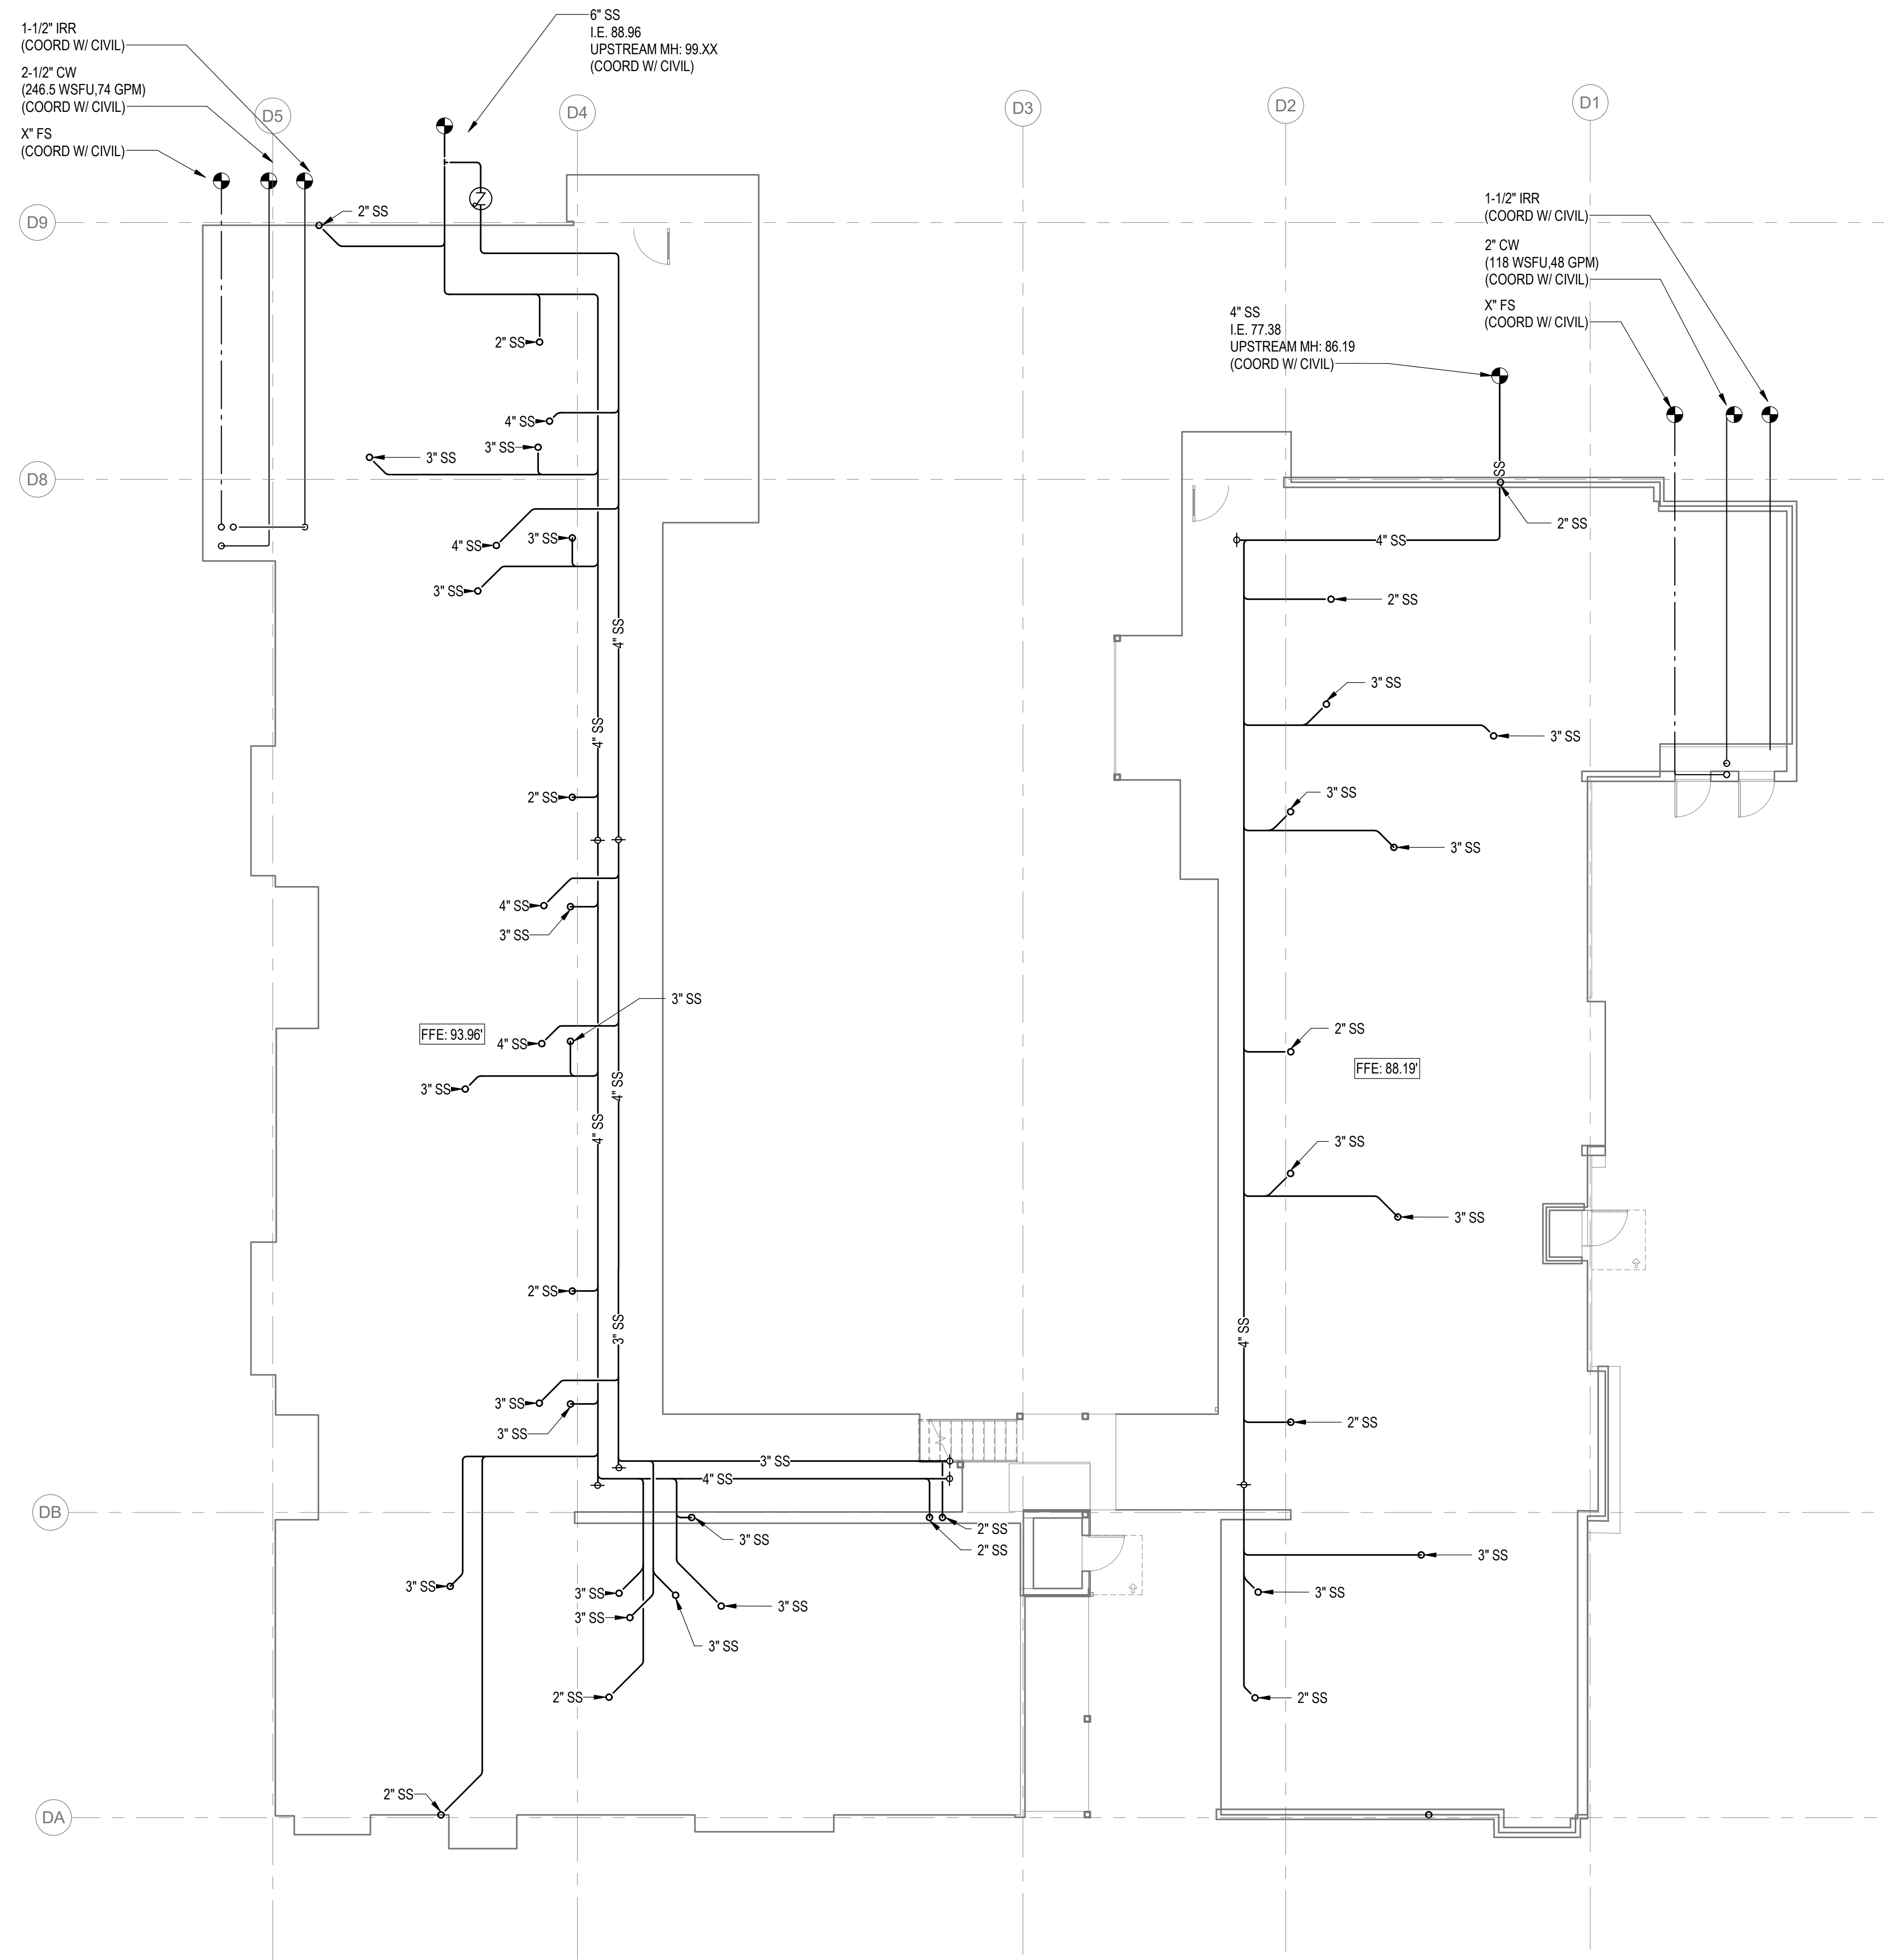 1-1/2" IRR
(COORD W/ CIVIL)
2-1/2" CW
(246.5 WSFU,74 GPM)
(COORD W/ CIVIL)
X" FS
(COORD W/ CIVIL)
6" SS
I.E. 88.96
UPSTREAM MH: 99.XX
(COORD W/ CIVIL)
D5
D4
D3
D2
D1
1-1/2" IRR
(COORD W/ CIVIL)
2" CW
(118 WSFU,48 GPM)
(COORD W/ CIVIL)
X" FS
(COORD W/ CIVIL)
4" SS
I.E. 77.38
UPSTREAM MH: 86.19
(COORD W/ CIVIL)
D9
2" SS
2" SS
4" SS
3" SS
3" SS
D8
SS
2" SS
4" SS
3" SS
4" SS
3" SS
2" SS
4" SS
3" SS
4" SS
3" SS
2" SS
3" SS
3" SS
4" SS
3" SS
3" SS
FFE: 93.96'
4" SS
2" SS
FFE: 88.19'
3" SS
4" SS
4" SS
3" SS
3" SS
2" SS
3" SS
4" SS
3" SS
3" SS
2" SS
3" SS
4" SS
DB
2" SS
3" SS
2" SS
3" SS
3" SS
3" SS
3" SS
3" SS
3" SS
3" SS
2" SS
2" SS
2" SS
DA